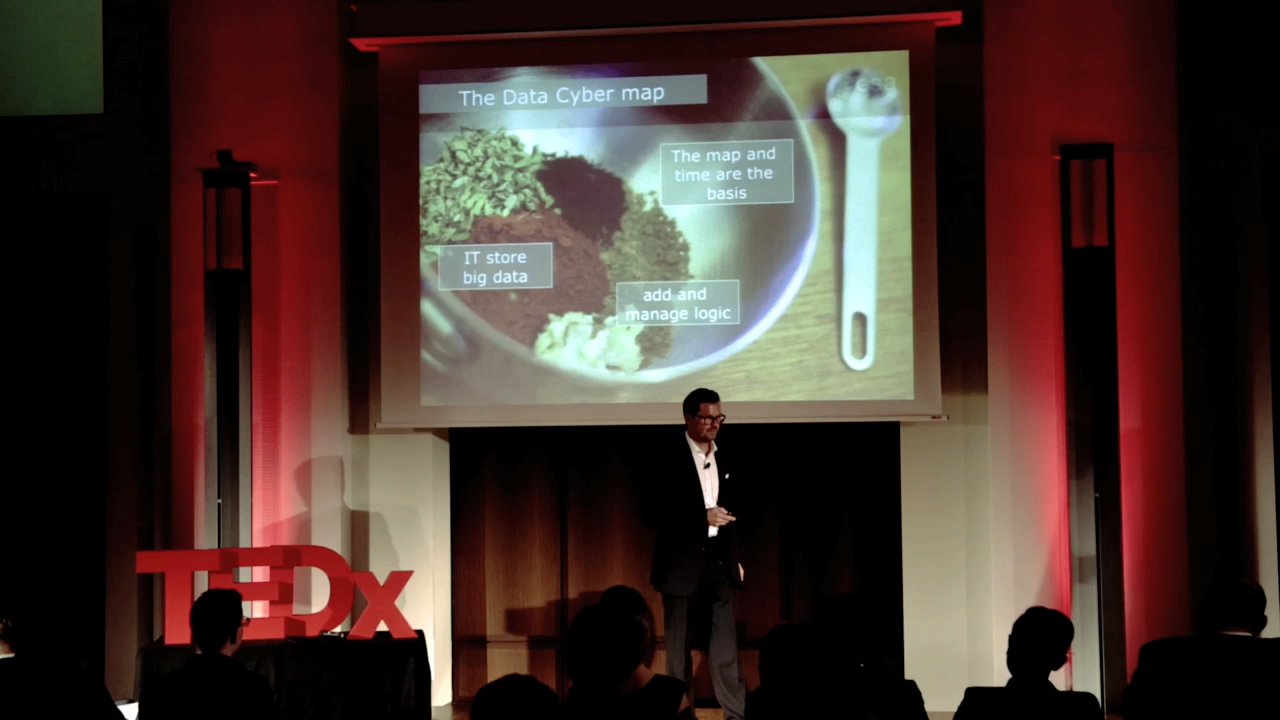 The Data Cyber map
The map and
time are the
basis
IT store
big data
add and
manage logic
TEDx